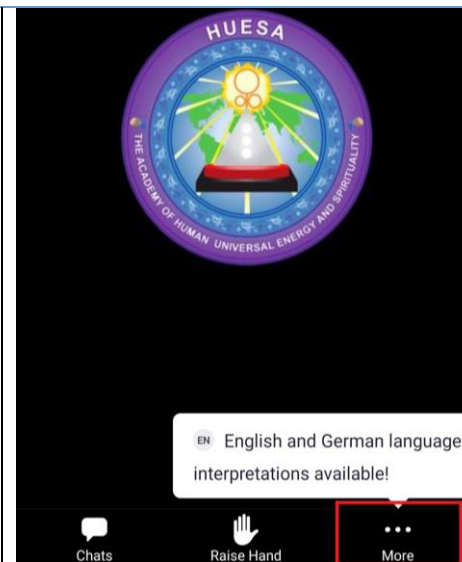 HUESA
THE ACADEMY OF HUMAN UNIVERSAL ENERGY AND SPIRITUALITY
EN English and German language
interpretations available!
Chats Raise Hand More